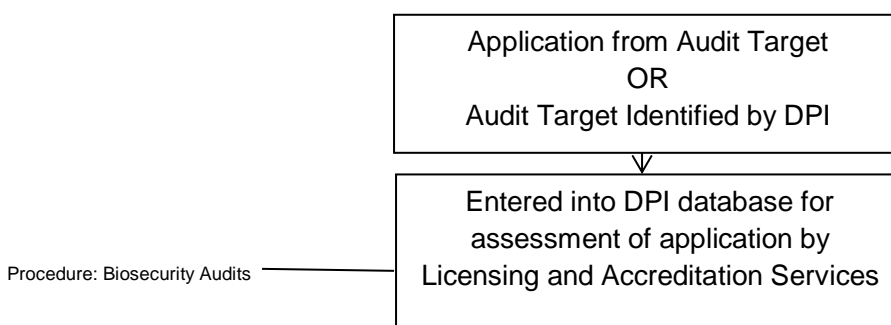 Application from Audit Target
OR
Audit Target Identified by DPI
Entered into DPI database for
assessment of application by
Licensing and Accreditation Services
Procedure: Biosecurity Audits